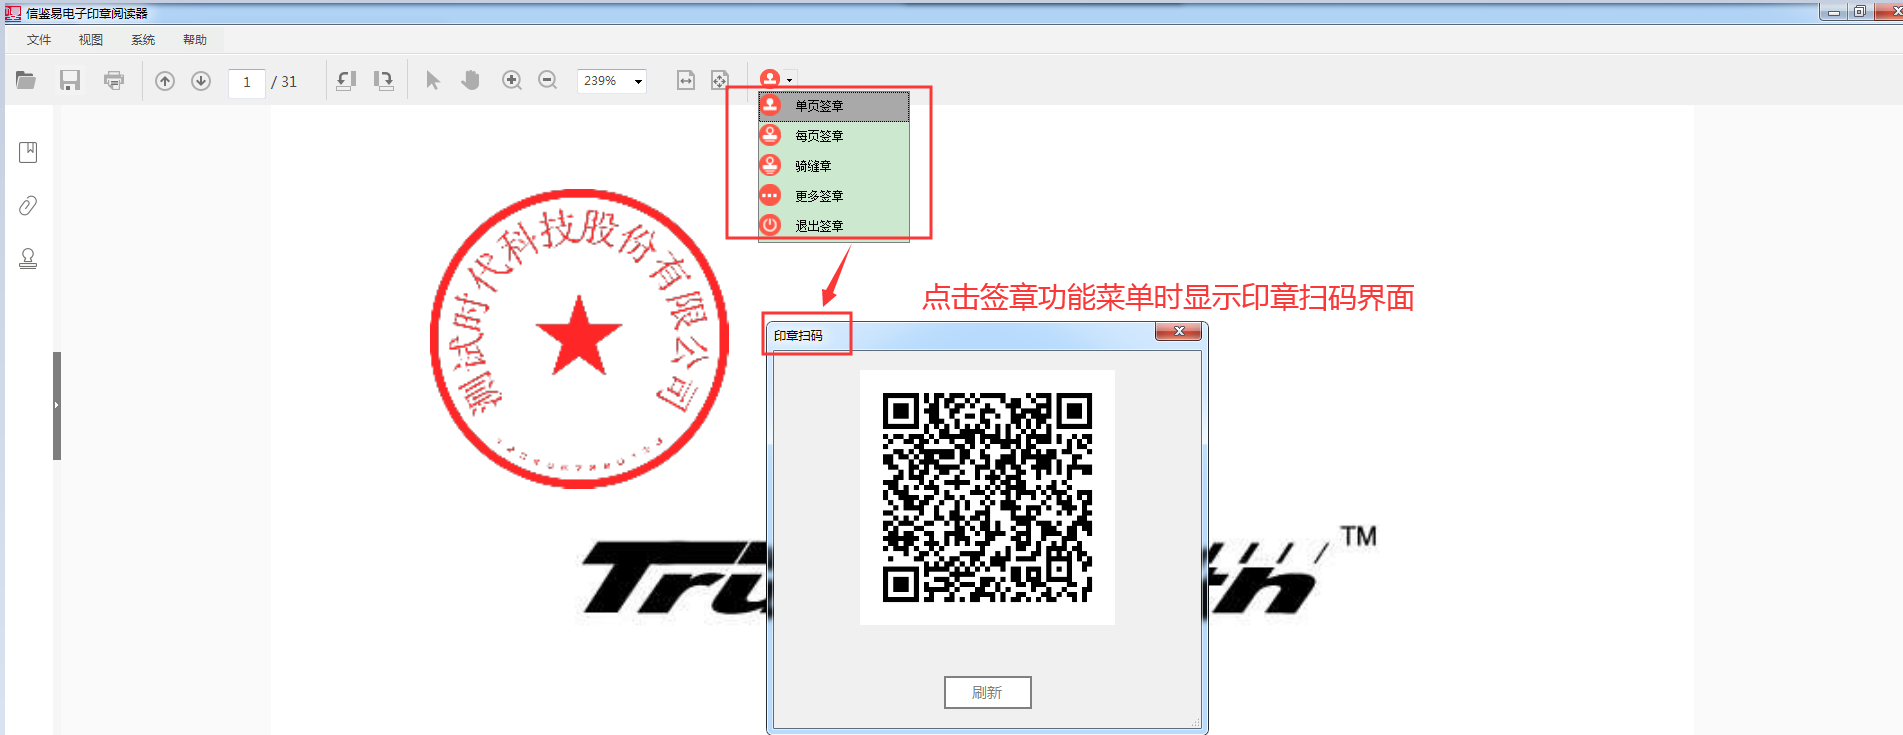 信鉴易电子印章阅读器
文件 视图 系统 帮助
1 / 31
239%
单页签章
每页签章
骑缝章
更多签章
退出签章
测试时代科技股份有限公司
点击签章功能菜单时显示印章扫码界面
印章扫码
TM
刷新